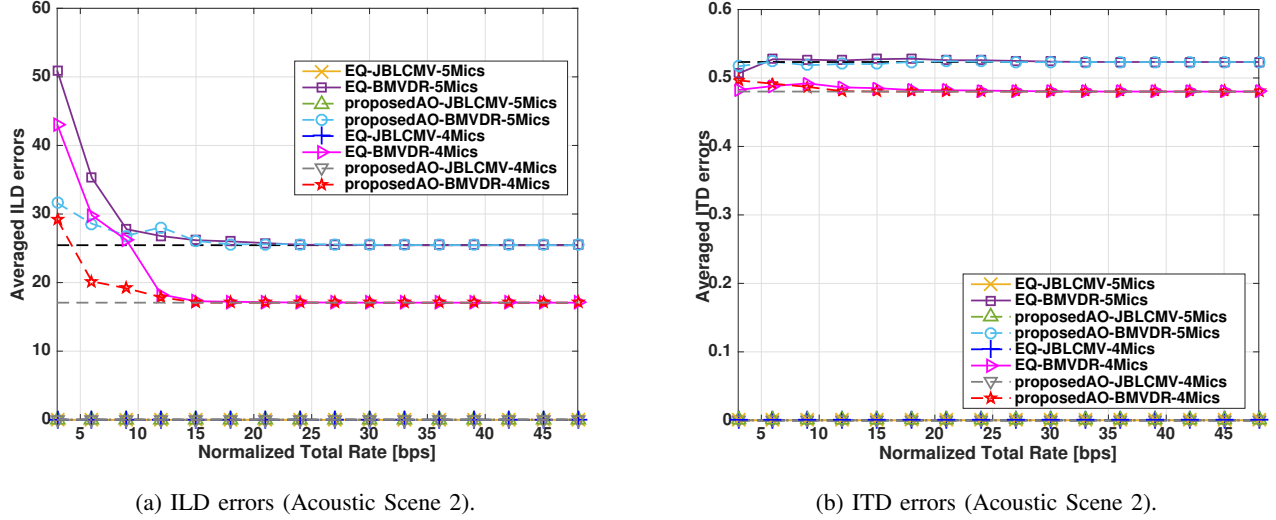 60
50
40
30
20
10
0
5
10
15
20
25
30
35
40
45
Averaged ILD errors
Normalized Total Rate [bps]
EQ-JBLCMV-5Mics
EQ-BMVDR-5Mics
proposedAO-JBLCMV-5Mics
proposedAO-BMVDR-5Mics
EQ-JBLCMV-4Mics
EQ-BMVDR-4Mics
proposedAO-JBLCMV-4Mics
proposedAO-BMVDR-4Mics
(a) ILD errors (Acoustic Scene 2).
0.6
0.5
0.4
0.3
0.2
0.1
0
5
10
15
20
25
30
35
40
45
Averaged ITD errors
Normalized Total Rate [bps]
EQ-JBLCMV-5Mics
EQ-BMVDR-5Mics
proposedAO-JBLCMV-5Mics
proposedAO-BMVDR-5Mics
EQ-JBLCMV-4Mics
EQ-BMVDR-4Mics
proposedAO-JBLCMV-4Mics
proposedAO-BMVDR-4Mics
(b) ITD errors (Acoustic Scene 2).